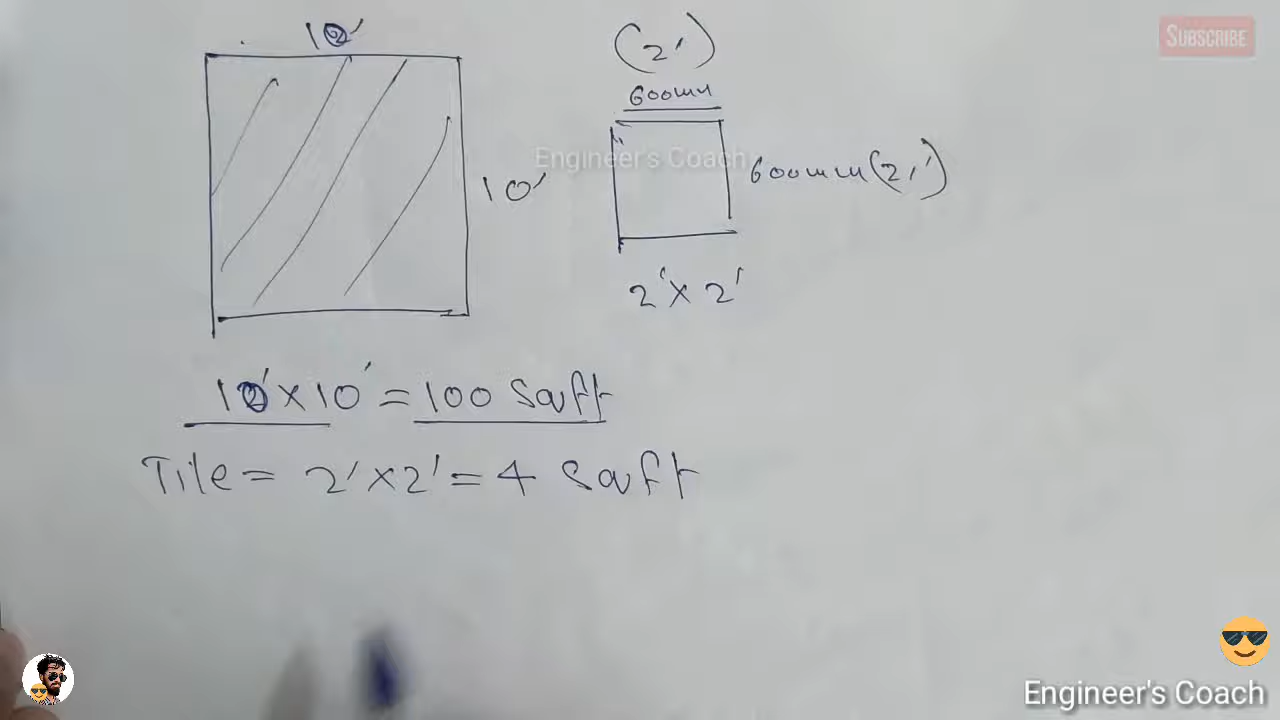 10'
(2')
SUBSCRIBE
600mm
Engineer's Coach
10'
600mm(2')
2'x2'
10'x10' = 100 Sqft
Tile = 2'x2' = 4 Sqft
Engineer's Coach